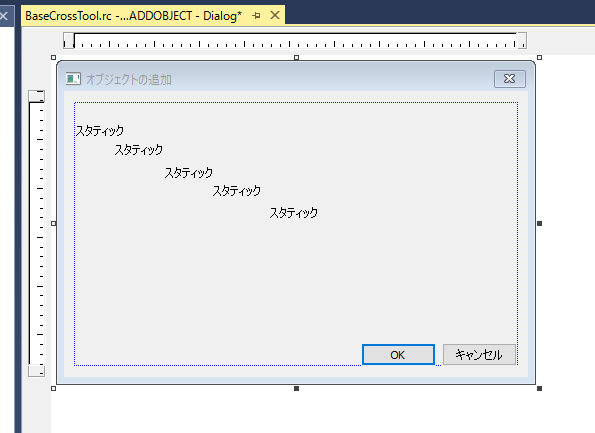 BaseCrossTool.rc -...ADDOBJECT - Dialog*
オブジェクトの追加
スタティック
スタティック
スタティック
スタティック
スタティック
OK
キャンセル